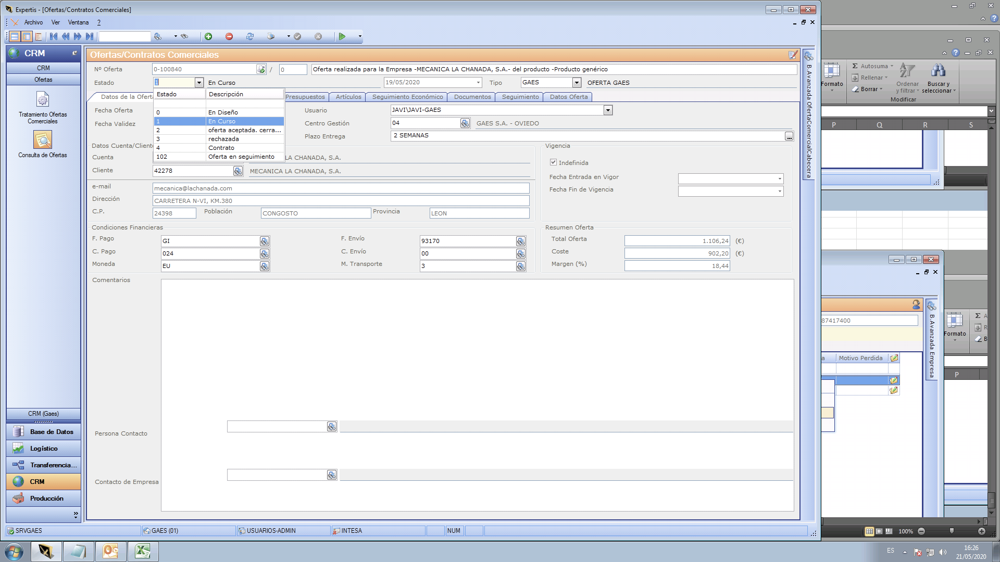 Expertis - [Ofertas/Contratos Comerciales]
Archivo Ver Ventana ?
CRM
CRM
Ofertas
Tratamiento Ofertas
Comerciales
Consulta de Ofertas
CRM (Gaes)
Base de Datos
Logístico
Transferencia...
CRM
Producción
Ofertas/Contratos Comerciales
Nº Oferta 0-100840 / 0 Oferta realizada para la Empresa -MECANICA LA CHANADA, S.A.- del producto -Producto genérico
Estado 1 En Curso 19/05/2020 Tipo GAES OFERTA GAES
Datos de la Oferta Presupuestos Artículos Seguimiento Económico Documentos Seguimiento Datos Oferta
Estado Descripción
0 En Diseño
1 En Curso
2 oferta aceptada. cerra...
3 rechazada
4 Contrato
102 Oferta en seguimiento
Fecha Oferta
Fecha Validez
Usuario JAVI\JAVI-GAES
Centro Gestión 04 GAES S.A. - OVIEDO
Plazo Entrega 2 SEMANAS
Datos Cuenta/Cliente
Cuenta LA CHANADA, S.A.
Cliente 42278 MECANICA LA CHANADA, S.A.
e-mail mecanica@lachanada.com
Dirección CARRETERA N-VI, KM.380
C.P. 24398 Población CONGOSTO Provincia LEON
Vigencia
Indefinida
Fecha Entrada en Vigor
Fecha Fin de Vigencia
Condiciones Financieras
F. Pago GI F. Envío 93170
C. Pago 024 C. Envío 00
Moneda EU M. Transporte 3
Resumen Oferta
Total Oferta 1.106,24 (€)
Coste 902,20 (€)
Margen (%) 18,44
Comentarios
Persona Contacto
Contacto de Empresa
B.Avanzada OfertaComercialCabecera
SRVGAES GAES (01) USUARIOS-ADMIN INTESA NUM
Formato
Autosuma
Rellenar
Borrar
Ordenar
y filtrar
Buscar y
seleccionar
Modificar
P Q R S
87417400
B.Avanzada Empresa
a Motivo Perdida
Formato
A
R
B
P
100%
ES
16:26
21/05/2020